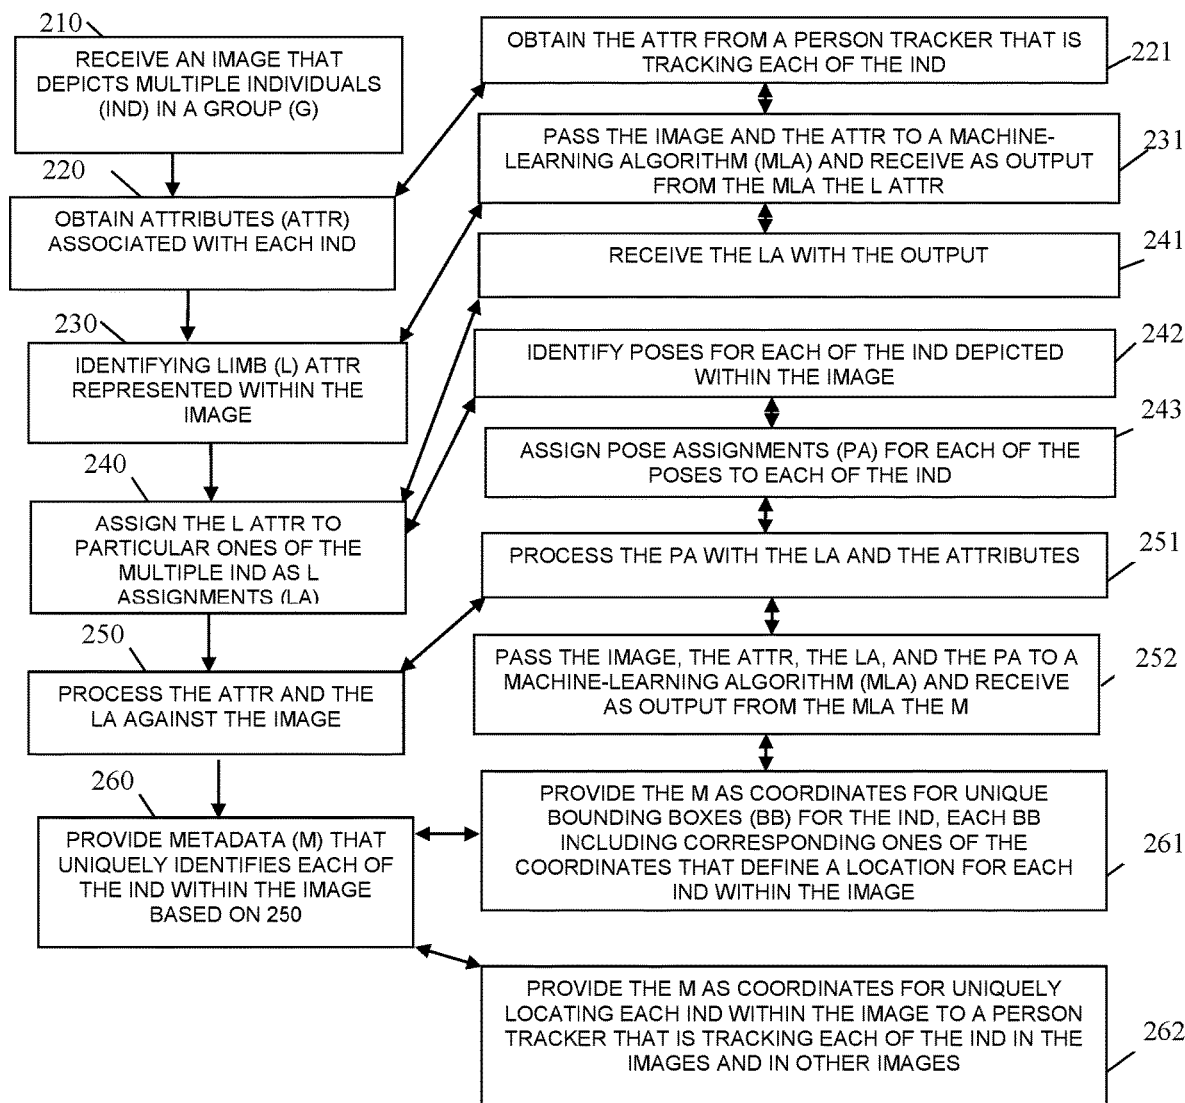 210
RECEIVE AN IMAGE THAT
DEPICTS MULTIPLE INDIVIDUALS
(IND) IN A GROUP (G)
220
OBTAIN ATTRIBUTES (ATTR)
ASSOCIATED WITH EACH IND
230
IDENTIFYING LIMB (L) ATTR
REPRESENTED WITHIN THE
IMAGE
240
ASSIGN THE L ATTR TO
PARTICULAR ONES OF THE
MULTIPLE IND AS L
ASSIGNMENTS (LA)
250
PROCESS THE ATTR AND THE
LA AGAINST THE IMAGE
260
PROVIDE METADATA (M) THAT
UNIQUELY IDENTIFIES EACH OF
THE IND WITHIN THE IMAGE
BASED ON 250
OBTAIN THE ATTR FROM A PERSON TRACKER THAT IS
TRACKING EACH OF THE IND
221
PASS THE IMAGE AND THE ATTR TO A MACHINE-
LEARNING ALGORITHM (MLA) AND RECEIVE AS OUTPUT
FROM THE MLA THE L ATTR
231
RECEIVE THE LA WITH THE OUTPUT
241
IDENTIFY POSES FOR EACH OF THE IND DEPICTED
WITHIN THE IMAGE
242
ASSIGN POSE ASSIGNMENTS (PA) FOR EACH OF THE
POSES TO EACH OF THE IND
243
PROCESS THE PA WITH THE LA AND THE ATTRIBUTES
251
PASS THE IMAGE, THE ATTR, THE LA, AND THE PA TO A
MACHINE-LEARNING ALGORITHM (MLA) AND RECEIVE
AS OUTPUT FROM THE MLA THE M
252
PROVIDE THE M AS COORDINATES FOR UNIQUE
BOUNDING BOXES (BB) FOR THE IND, EACH BB
INCLUDING CORRESPONDING ONES OF THE
COORDINATES THAT DEFINE A LOCATION FOR EACH
IND WITHIN THE IMAGE
261
PROVIDE THE M AS COORDINATES FOR UNIQUELY
LOCATING EACH IND WITHIN THE IMAGE TO A PERSON
TRACKER THAT IS TRACKING EACH OF THE IND IN THE
IMAGES AND IN OTHER IMAGES
262